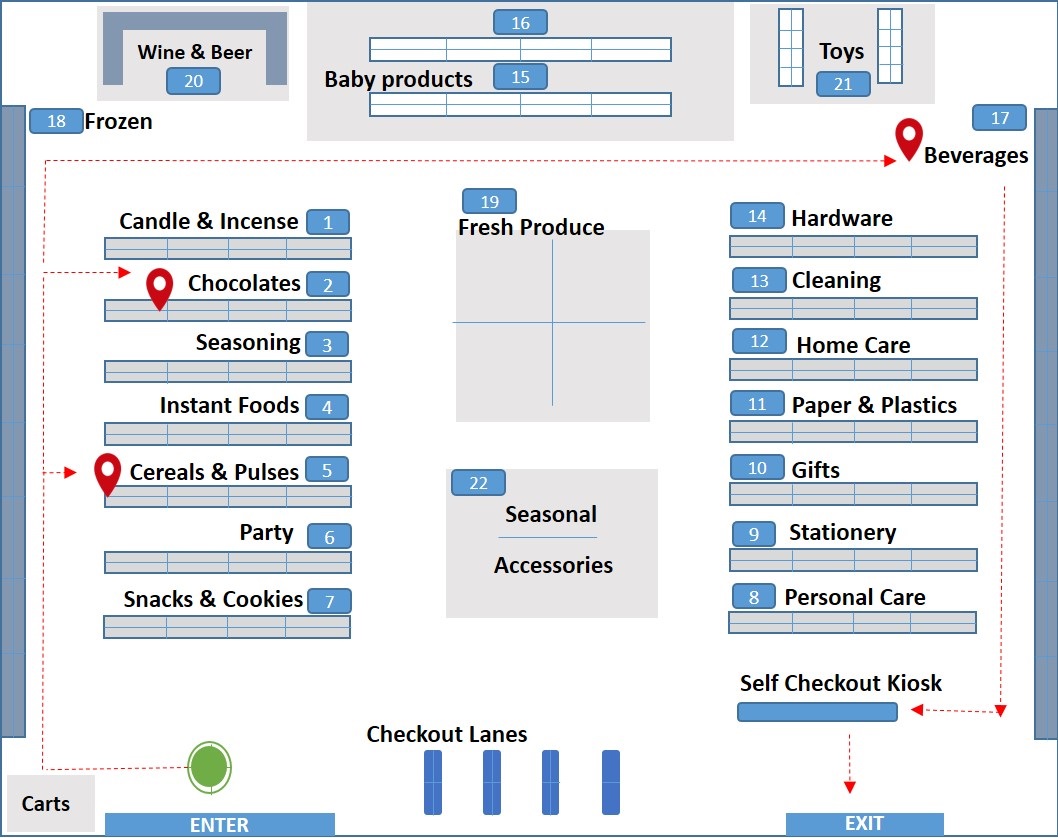 Wine & Beer
20
16
Baby products 15
Toys
21
18 Frozen
17
Beverages
Candle & Incense 1
19
Fresh Produce
14 Hardware
Chocolates 2
13 Cleaning
Seasoning 3
12 Home Care
Instant Foods 4
11 Paper & Plastics
Cereals & Pulses 5
22
Seasonal
Accessories
10 Gifts
Party 6
9 Stationery
Snacks & Cookies 7
8 Personal Care
Self Checkout Kiosk
Checkout Lanes
Carts
ENTER
EXIT